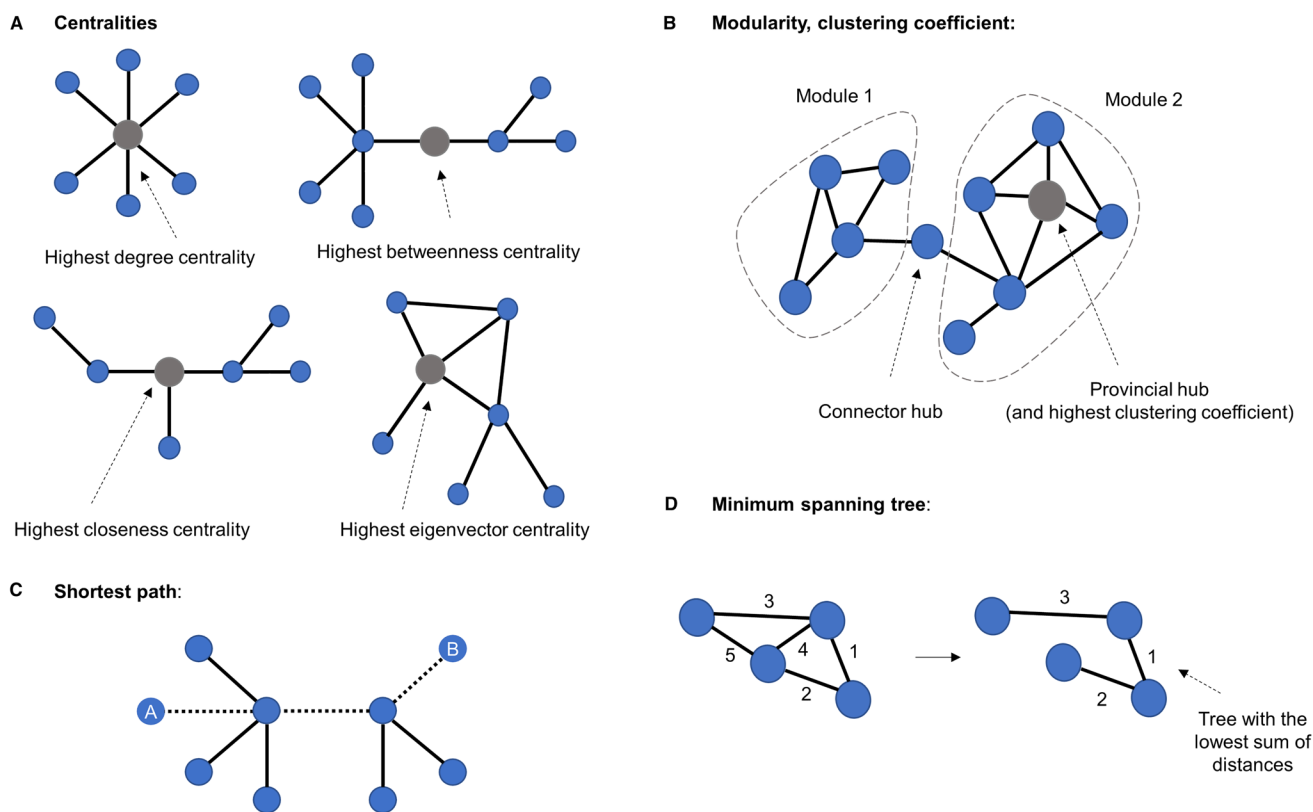 A Centralities
Highest degree centrality
Highest betweenness centrality
Highest closeness centrality
Highest eigenvector centrality
B Modularity, clustering coefficient:
Module 1
Module 2
Connector hub
Provincial hub
(and highest clustering coefficient)
C Shortest path:
A
B
D Minimum spanning tree:
3
5
4
1
2
3
1
2
Tree with the
lowest sum of
distances